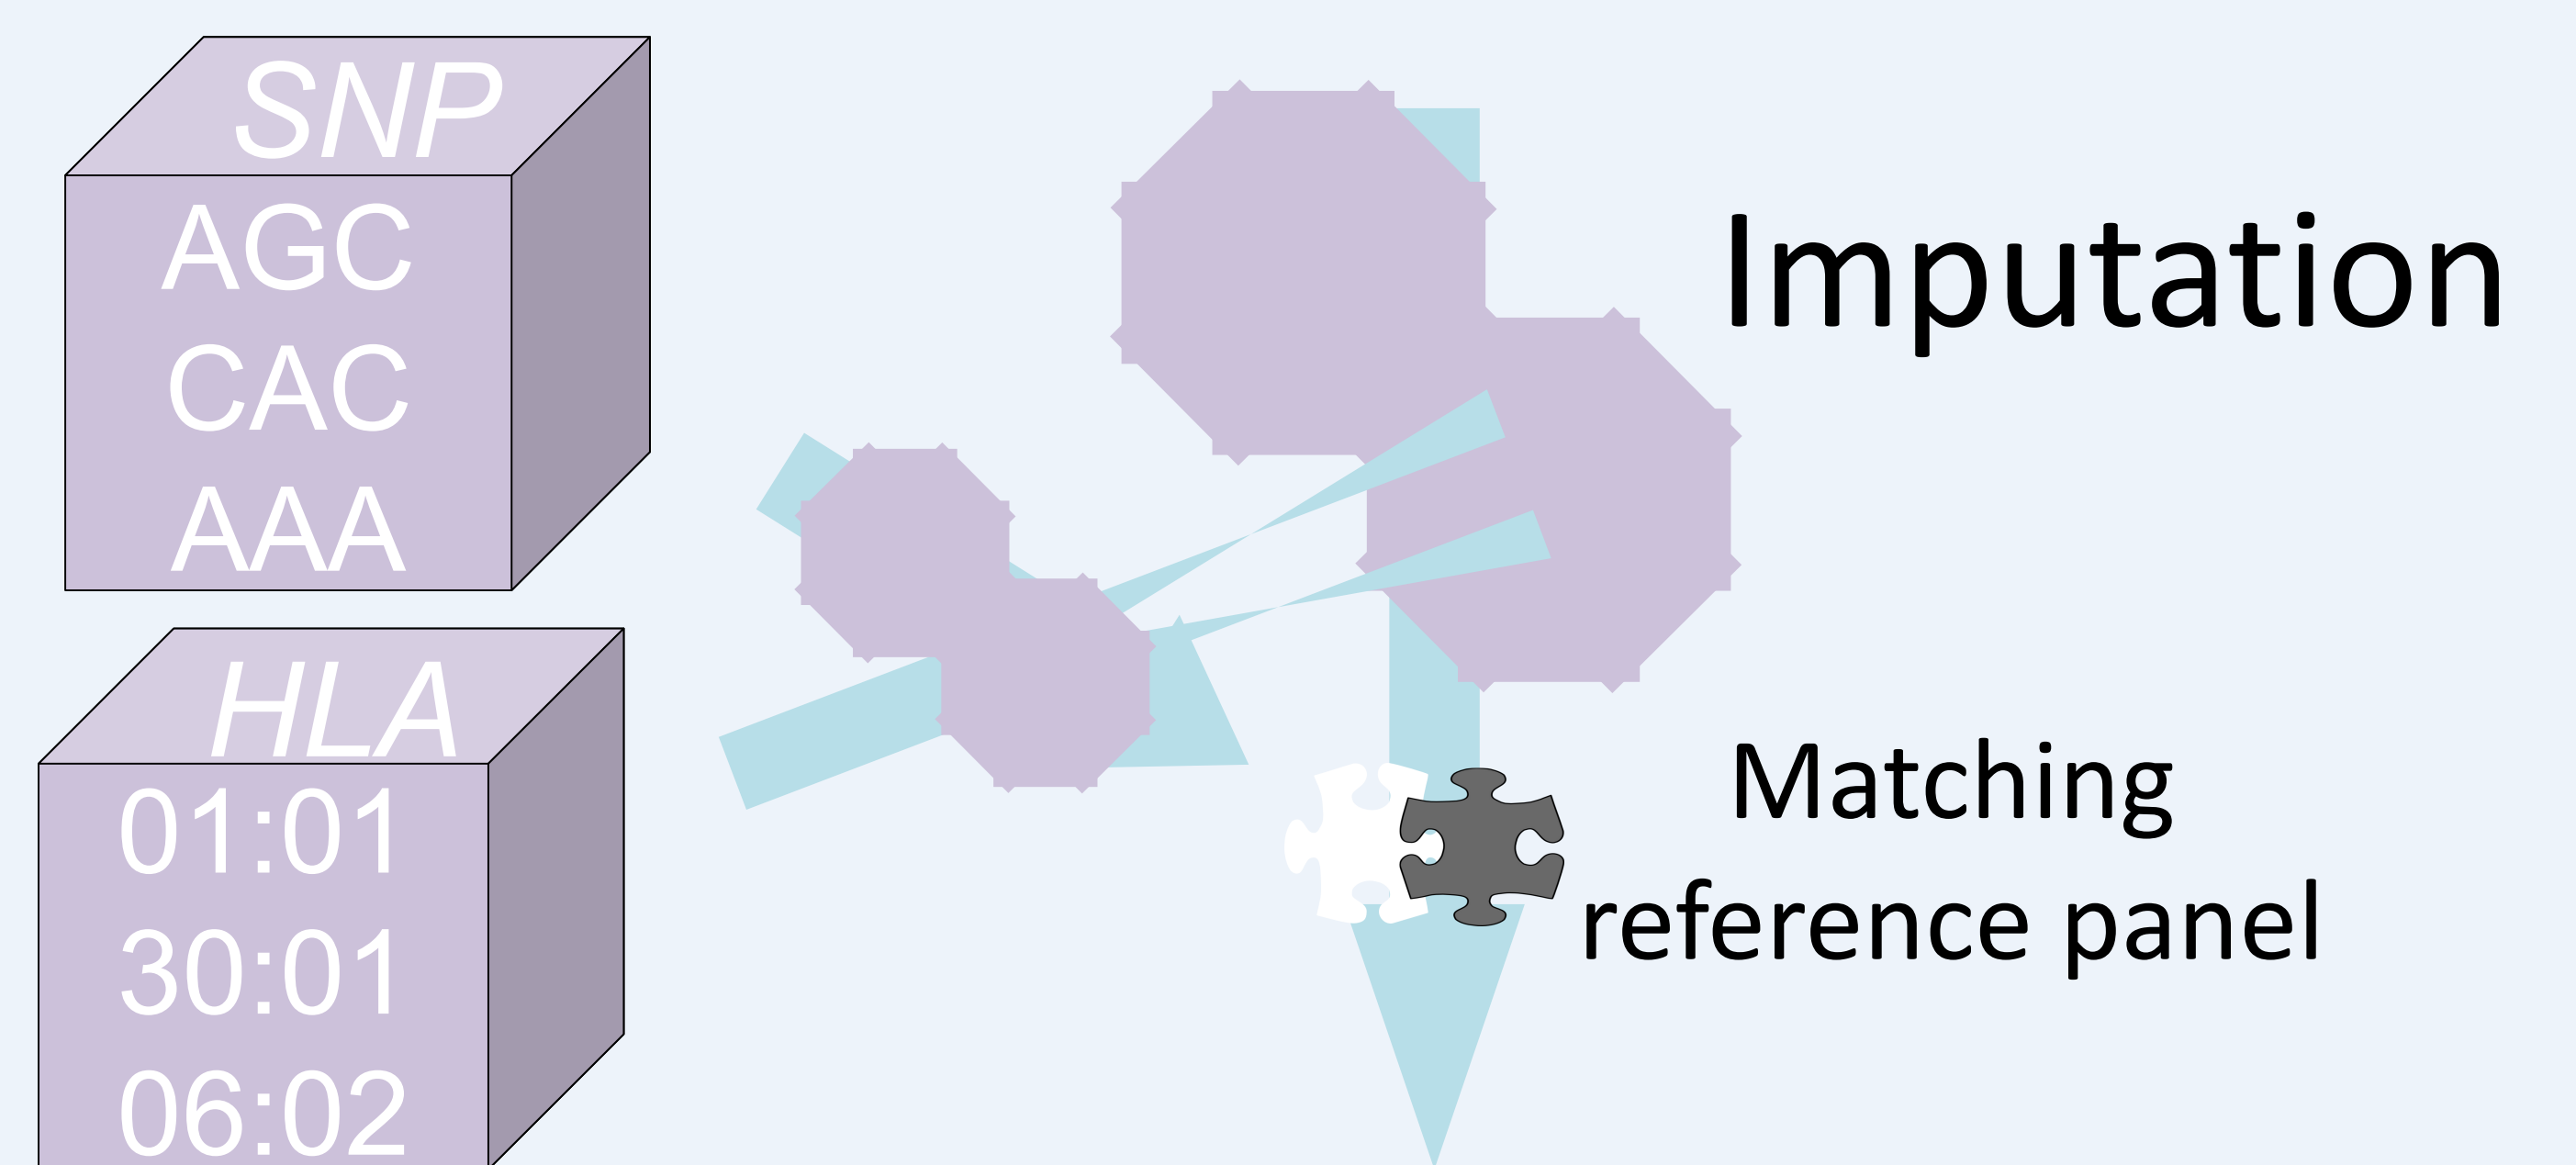 SNP
AGC
CAC
AAA
HLA
01:01
30:01
06:02
Imputation
Matching
reference panel